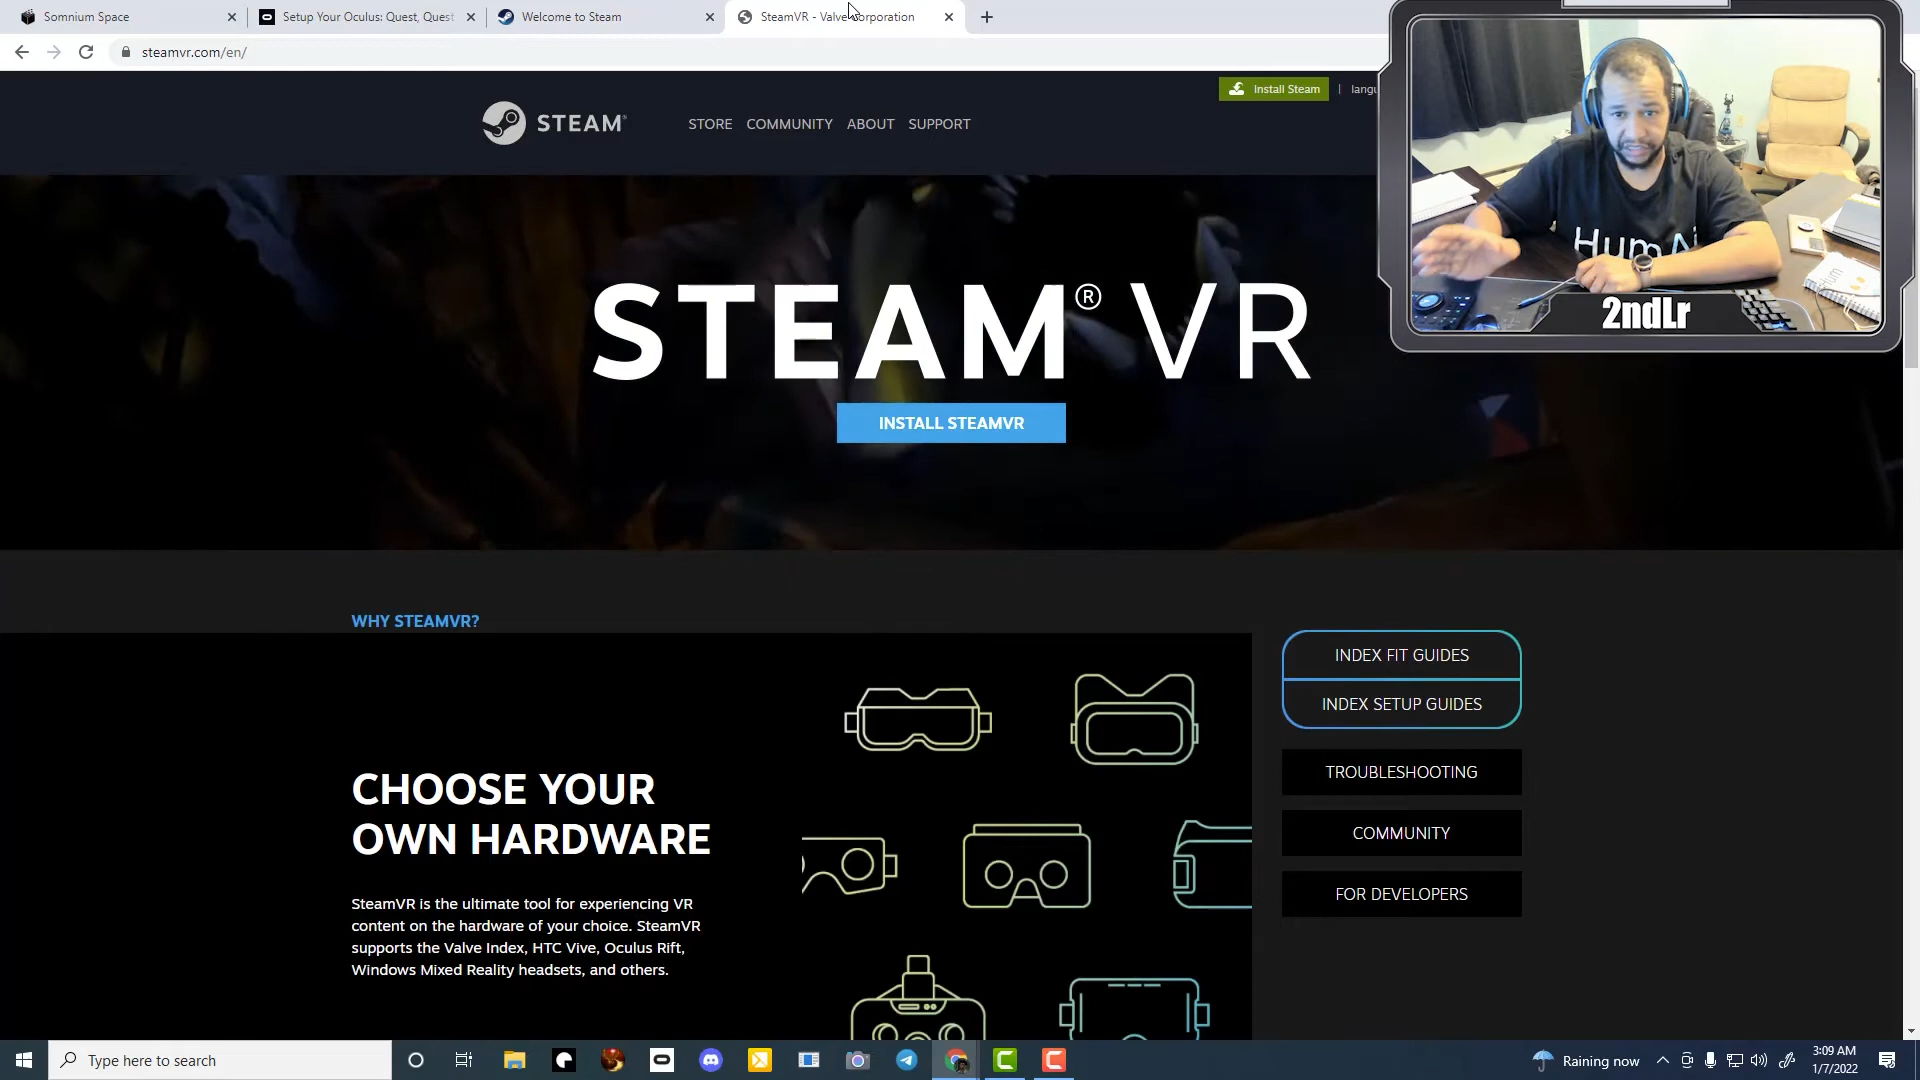 Somnium Space
Setup Your Oculus: Quest, Quest
Welcome to Steam
SteamVR - Valve Corporation
steamvr.com/en/
Install Steam
| langu
STEAM®
STORE COMMUNITY ABOUT SUPPORT
HumAi
2ndLr
STEAM® VR
INSTALL STEAMVR
WHY STEAMVR?
CHOOSE YOUR
OWN HARDWARE
SteamVR is the ultimate tool for experiencing VR
content on the hardware of your choice. SteamVR
supports the Valve Index, HTC Vive, Oculus Rift,
Windows Mixed Reality headsets, and others.
INDEX FIT GUIDES
INDEX SETUP GUIDES
TROUBLESHOOTING
COMMUNITY
FOR DEVELOPERS
Type here to search
Raining now
3:09 AM
1/7/2022